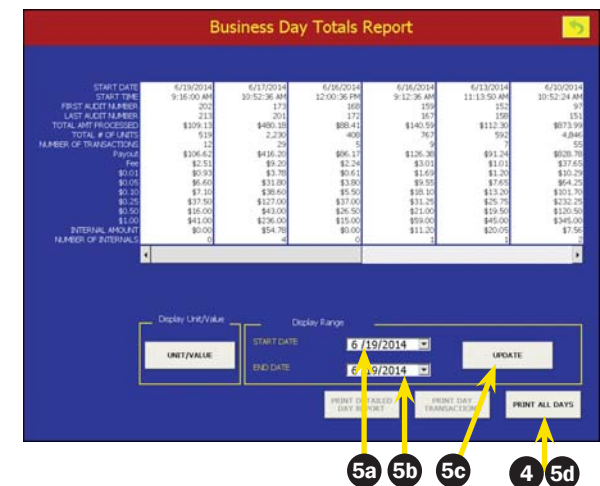 Business Day Totals Report
START DATE 6/19/2014 6/17/2014 6/16/2014 6/16/2014 6/13/2014 6/10/2014
START TIME 9:16:00 AM 10:52:36 AM 12:00:36 PM 9:12:36 AM 11:13:50 AM 10:52:24 AM
FIRST AUDIT NUMBER 202 173 168 159 152 97
LAST AUDIT NUMBER 213 201 172 167 158 151
TOTAL AMT PROCESSED $109.13 $480.18 $88.41 $140.59 $112.30 $873.99
TOTAL # OF UNITS 519 2,230 408 767 592 4,846
NUMBER OF TRANSACTIONS 12 29 5 9 7 55
Payout $106.62 $416.20 $86.17 $126.38 $91.24 $828.78
Fee $2.51 $9.20 $2.24 $3.01 $1.01 $37.65
$0.01 $0.93 $3.78 $0.61 $1.69 $1.20 $10.29
$0.05 $6.60 $31.80 $3.80 $9.55 $7.65 $64.25
$0.10 $7.10 $38.60 $5.50 $18.10 $13.20 $101.70
$0.25 $37.50 $127.00 $37.00 $31.25 $25.75 $232.25
$0.50 $16.00 $43.00 $26.50 $21.00 $19.50 $120.50
$1.00 $41.00 $236.00 $15.00 $59.00 $45.00 $345.00
INTERNAL AMOUNT $0.00 $54.78 $0.00 $11.20 $20.05 $7.56
NUMBER OF INTERNALS 0 4 0 1 1 2
Display Unit/Value
Display Range
UNIT/VALUE
START DATE 6 /19/2014
END DATE 6 /19/2014
UPDATE
PRINT DETAILED DAY REPORT
PRINT DAY TRANSACTIONS
PRINT ALL DAYS
5a 5b 5c 4 5d